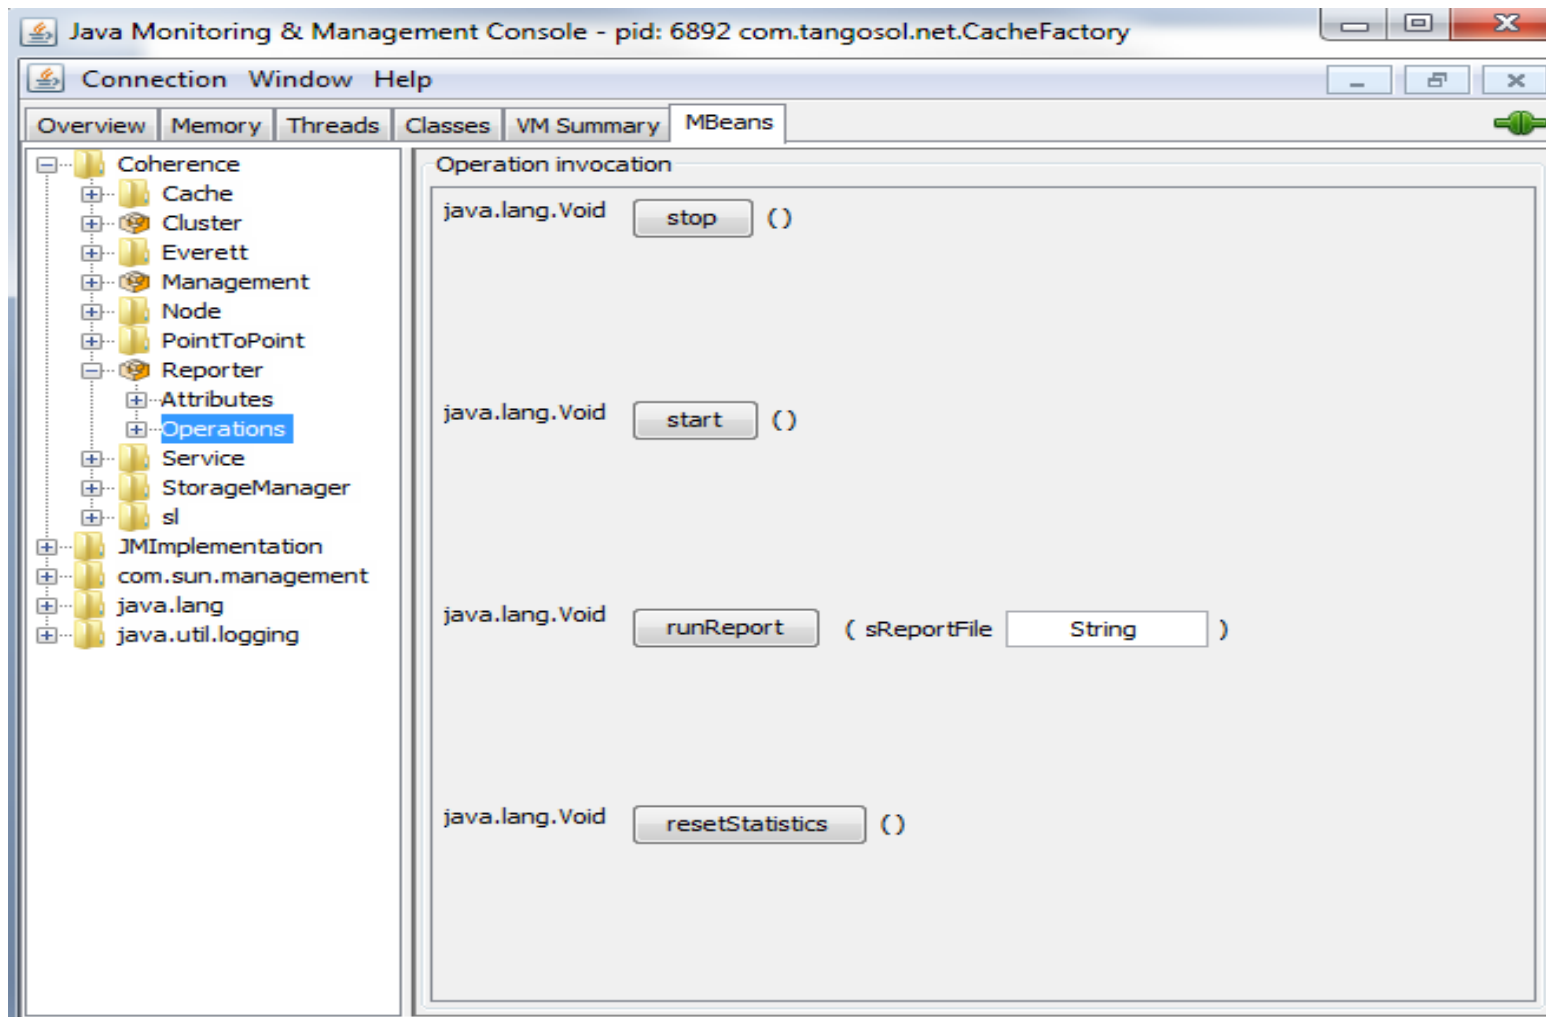 Java Monitoring & Management Console - pid: 6892 com.tangosol.net.CacheFactory
Connection Window Help
Overview Memory Threads Classes VM Summary MBeans
Coherence
Cache
Cluster
Everett
Management
Node
PointToPoint
Reporter
Attributes
Operations
Service
StorageManager
sl
JMImplementation
com.sun.management
java.lang
java.util.logging
Operation invocation
java.lang.Void stop ()
java.lang.Void start ()
java.lang.Void runReport ( sReportFile String )
java.lang.Void resetStatistics ()